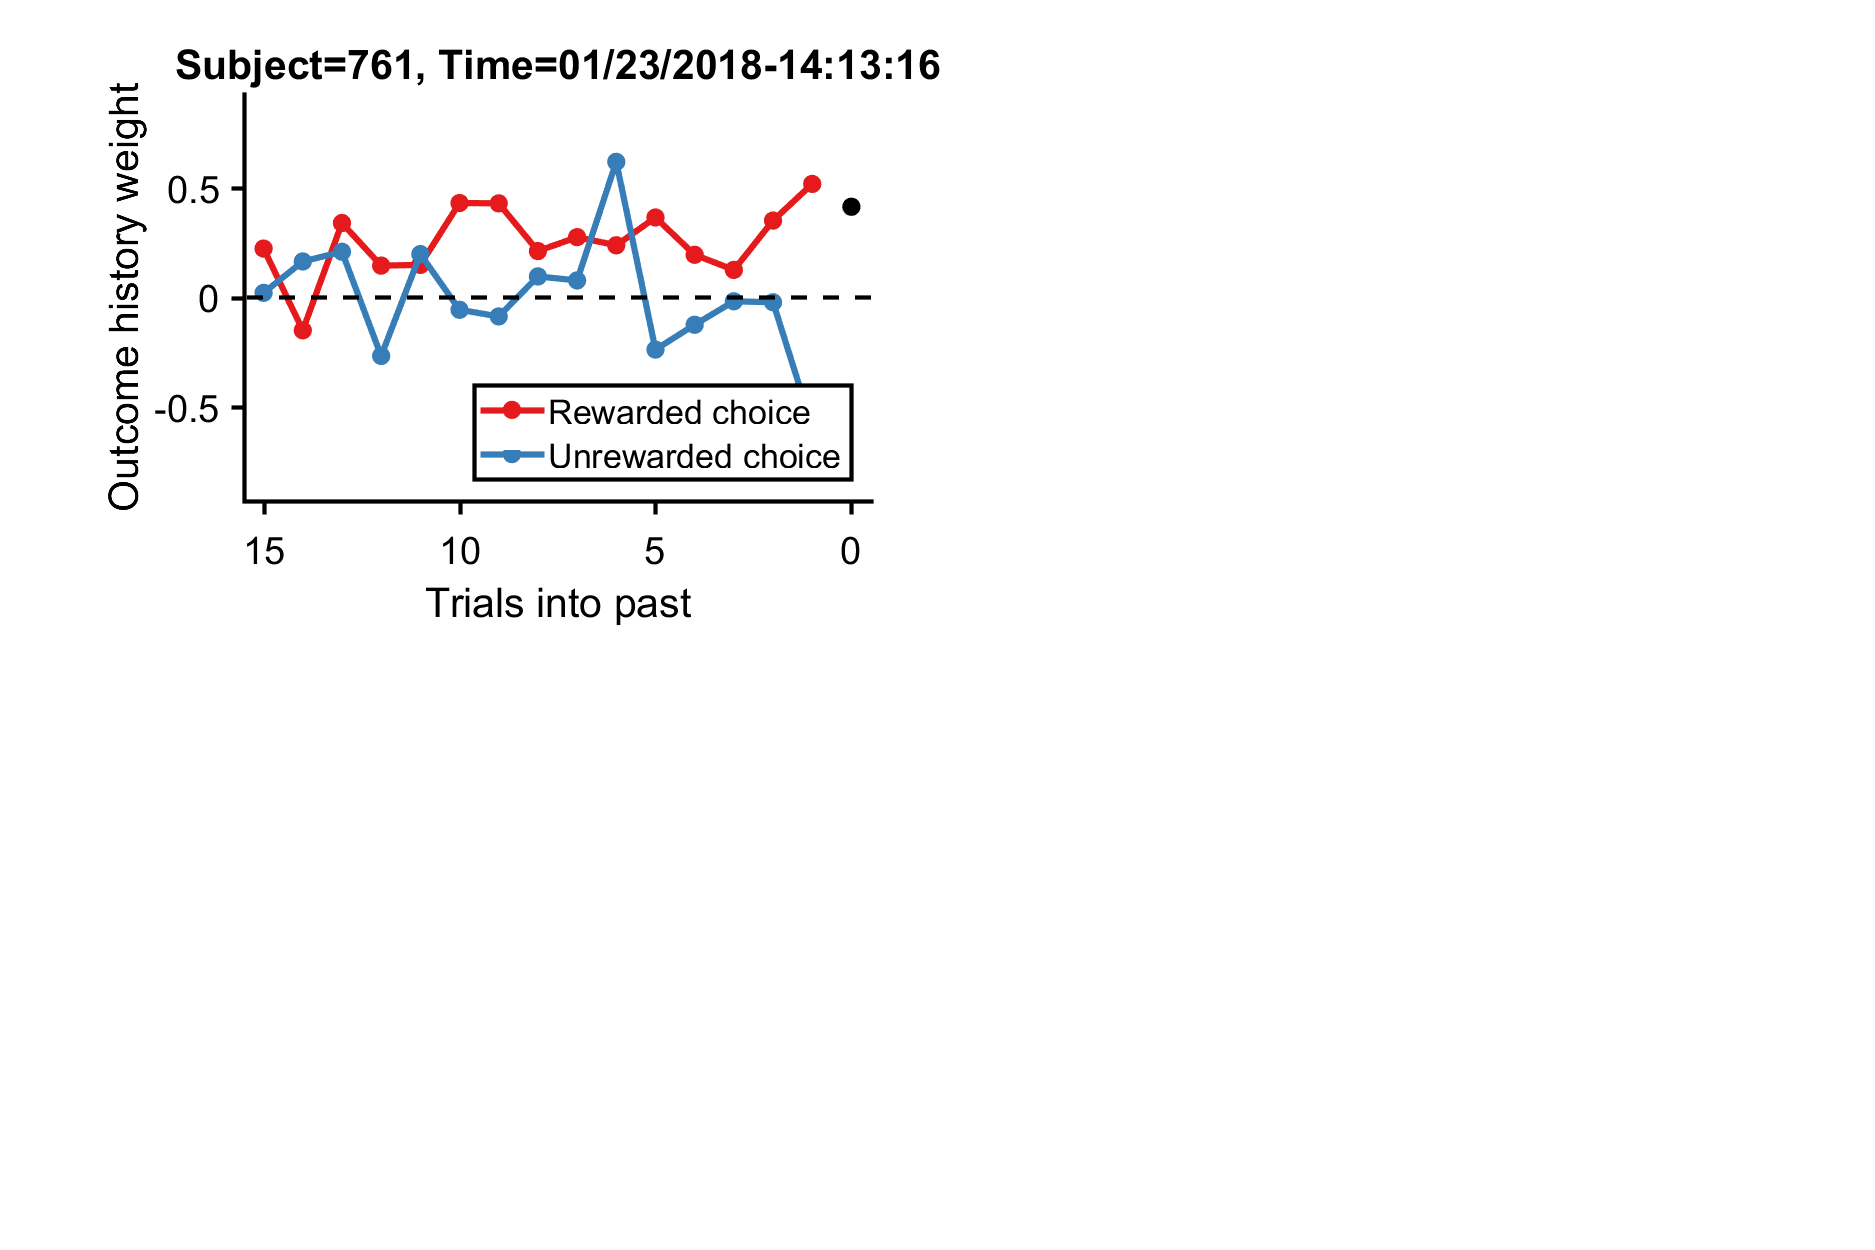 Subject=761, Time=01/23/2018-14:13:16
Outcome history weight
0.5
0
-0.5
Rewarded choice
Unrewarded choice
15 10 5 0
Trials into past